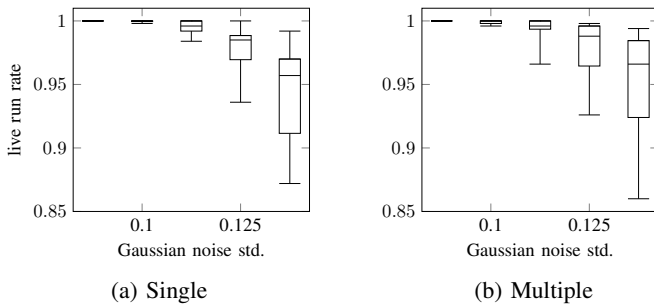 1
0.95
0.9
0.85
live run rate
0.1
0.125
Gaussian noise std.
(a) Single
1
0.95
0.9
0.85
0.1
0.125
Gaussian noise std.
(b) Multiple